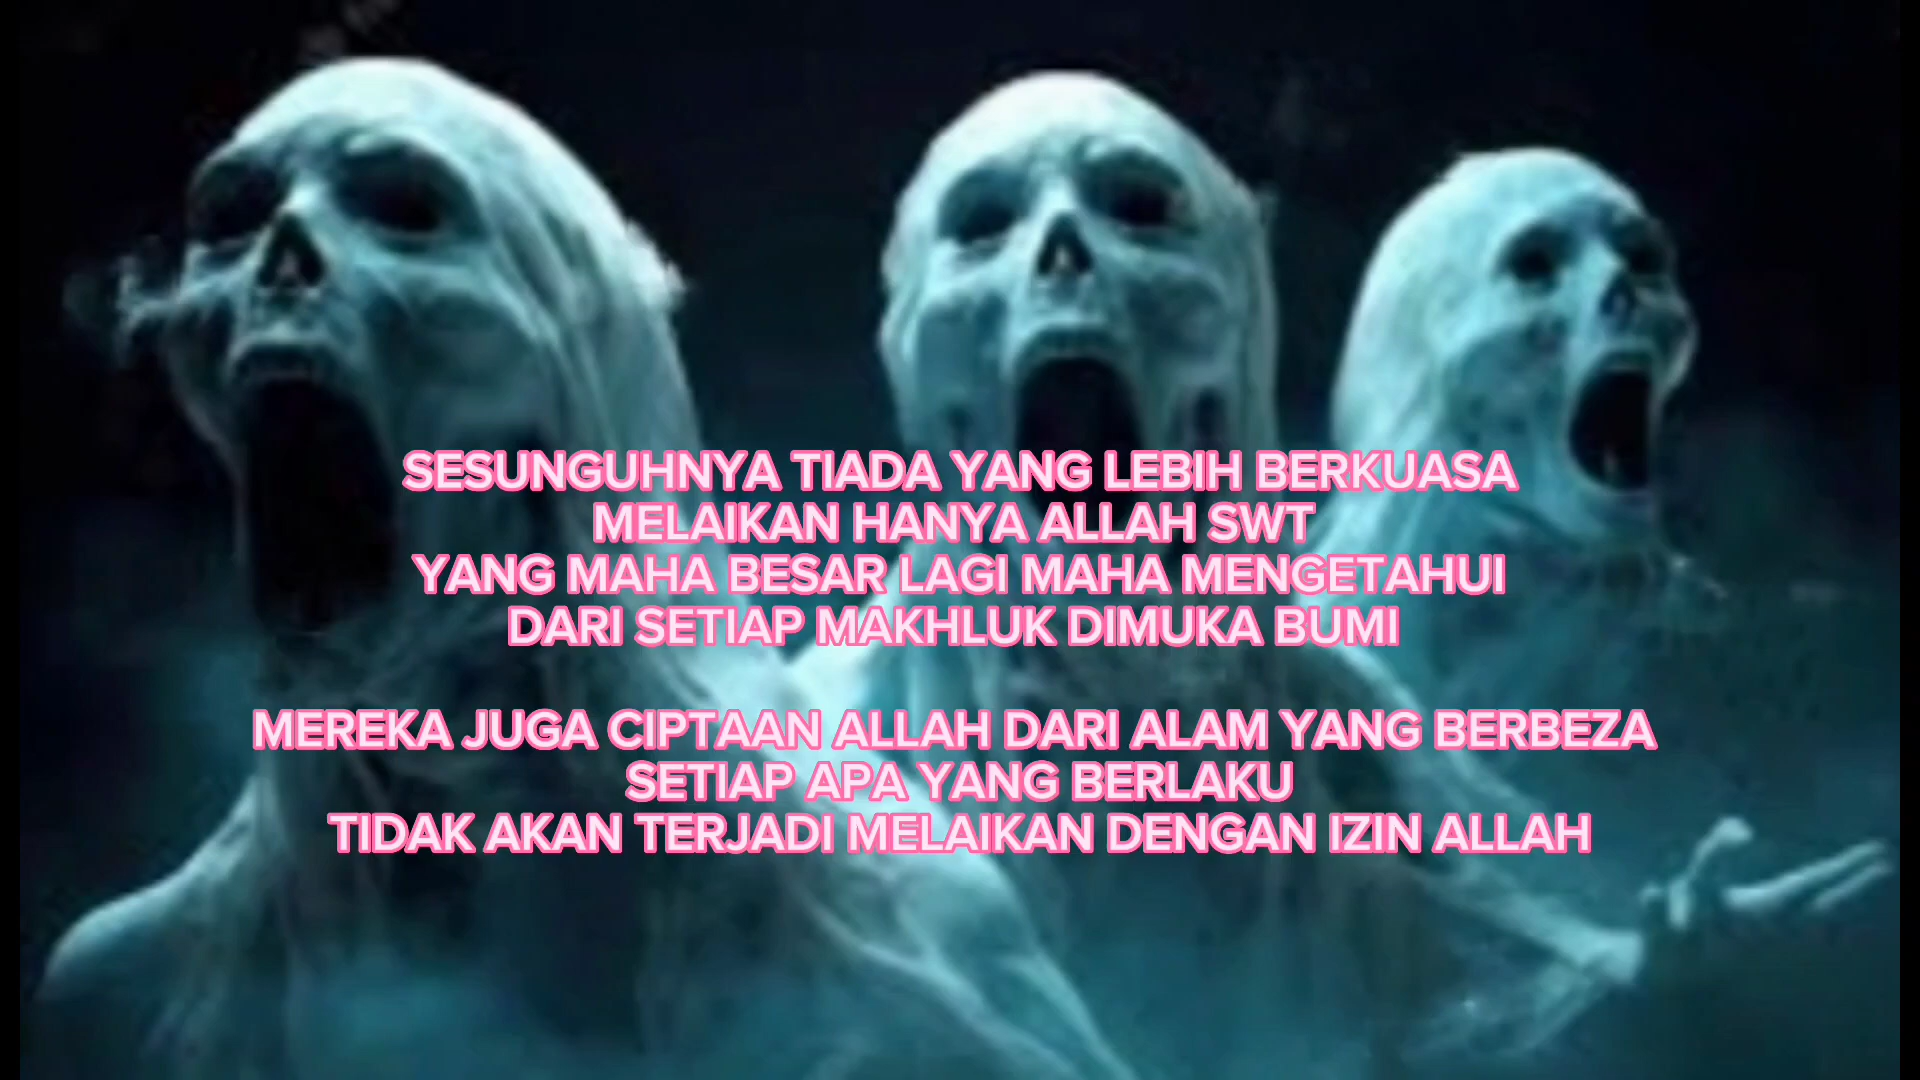 SESUNGUHNYA TIADA YANG LEBIH BERKUASA
MELAIKAN HANYA ALLAH SWT
YANG MAHA BESAR LAGI MAHA MENGETAHUI
DARI SETIAP MAKHLUK DIMUKA BUMI
MEREKA JUGA CIPTAAN ALLAH DARI ALAM YANG BERBEZA
SETIAP APA YANG BERLAKU
TIDAK AKAN TERJADI MELAIKAN DENGAN IZIN ALLAH